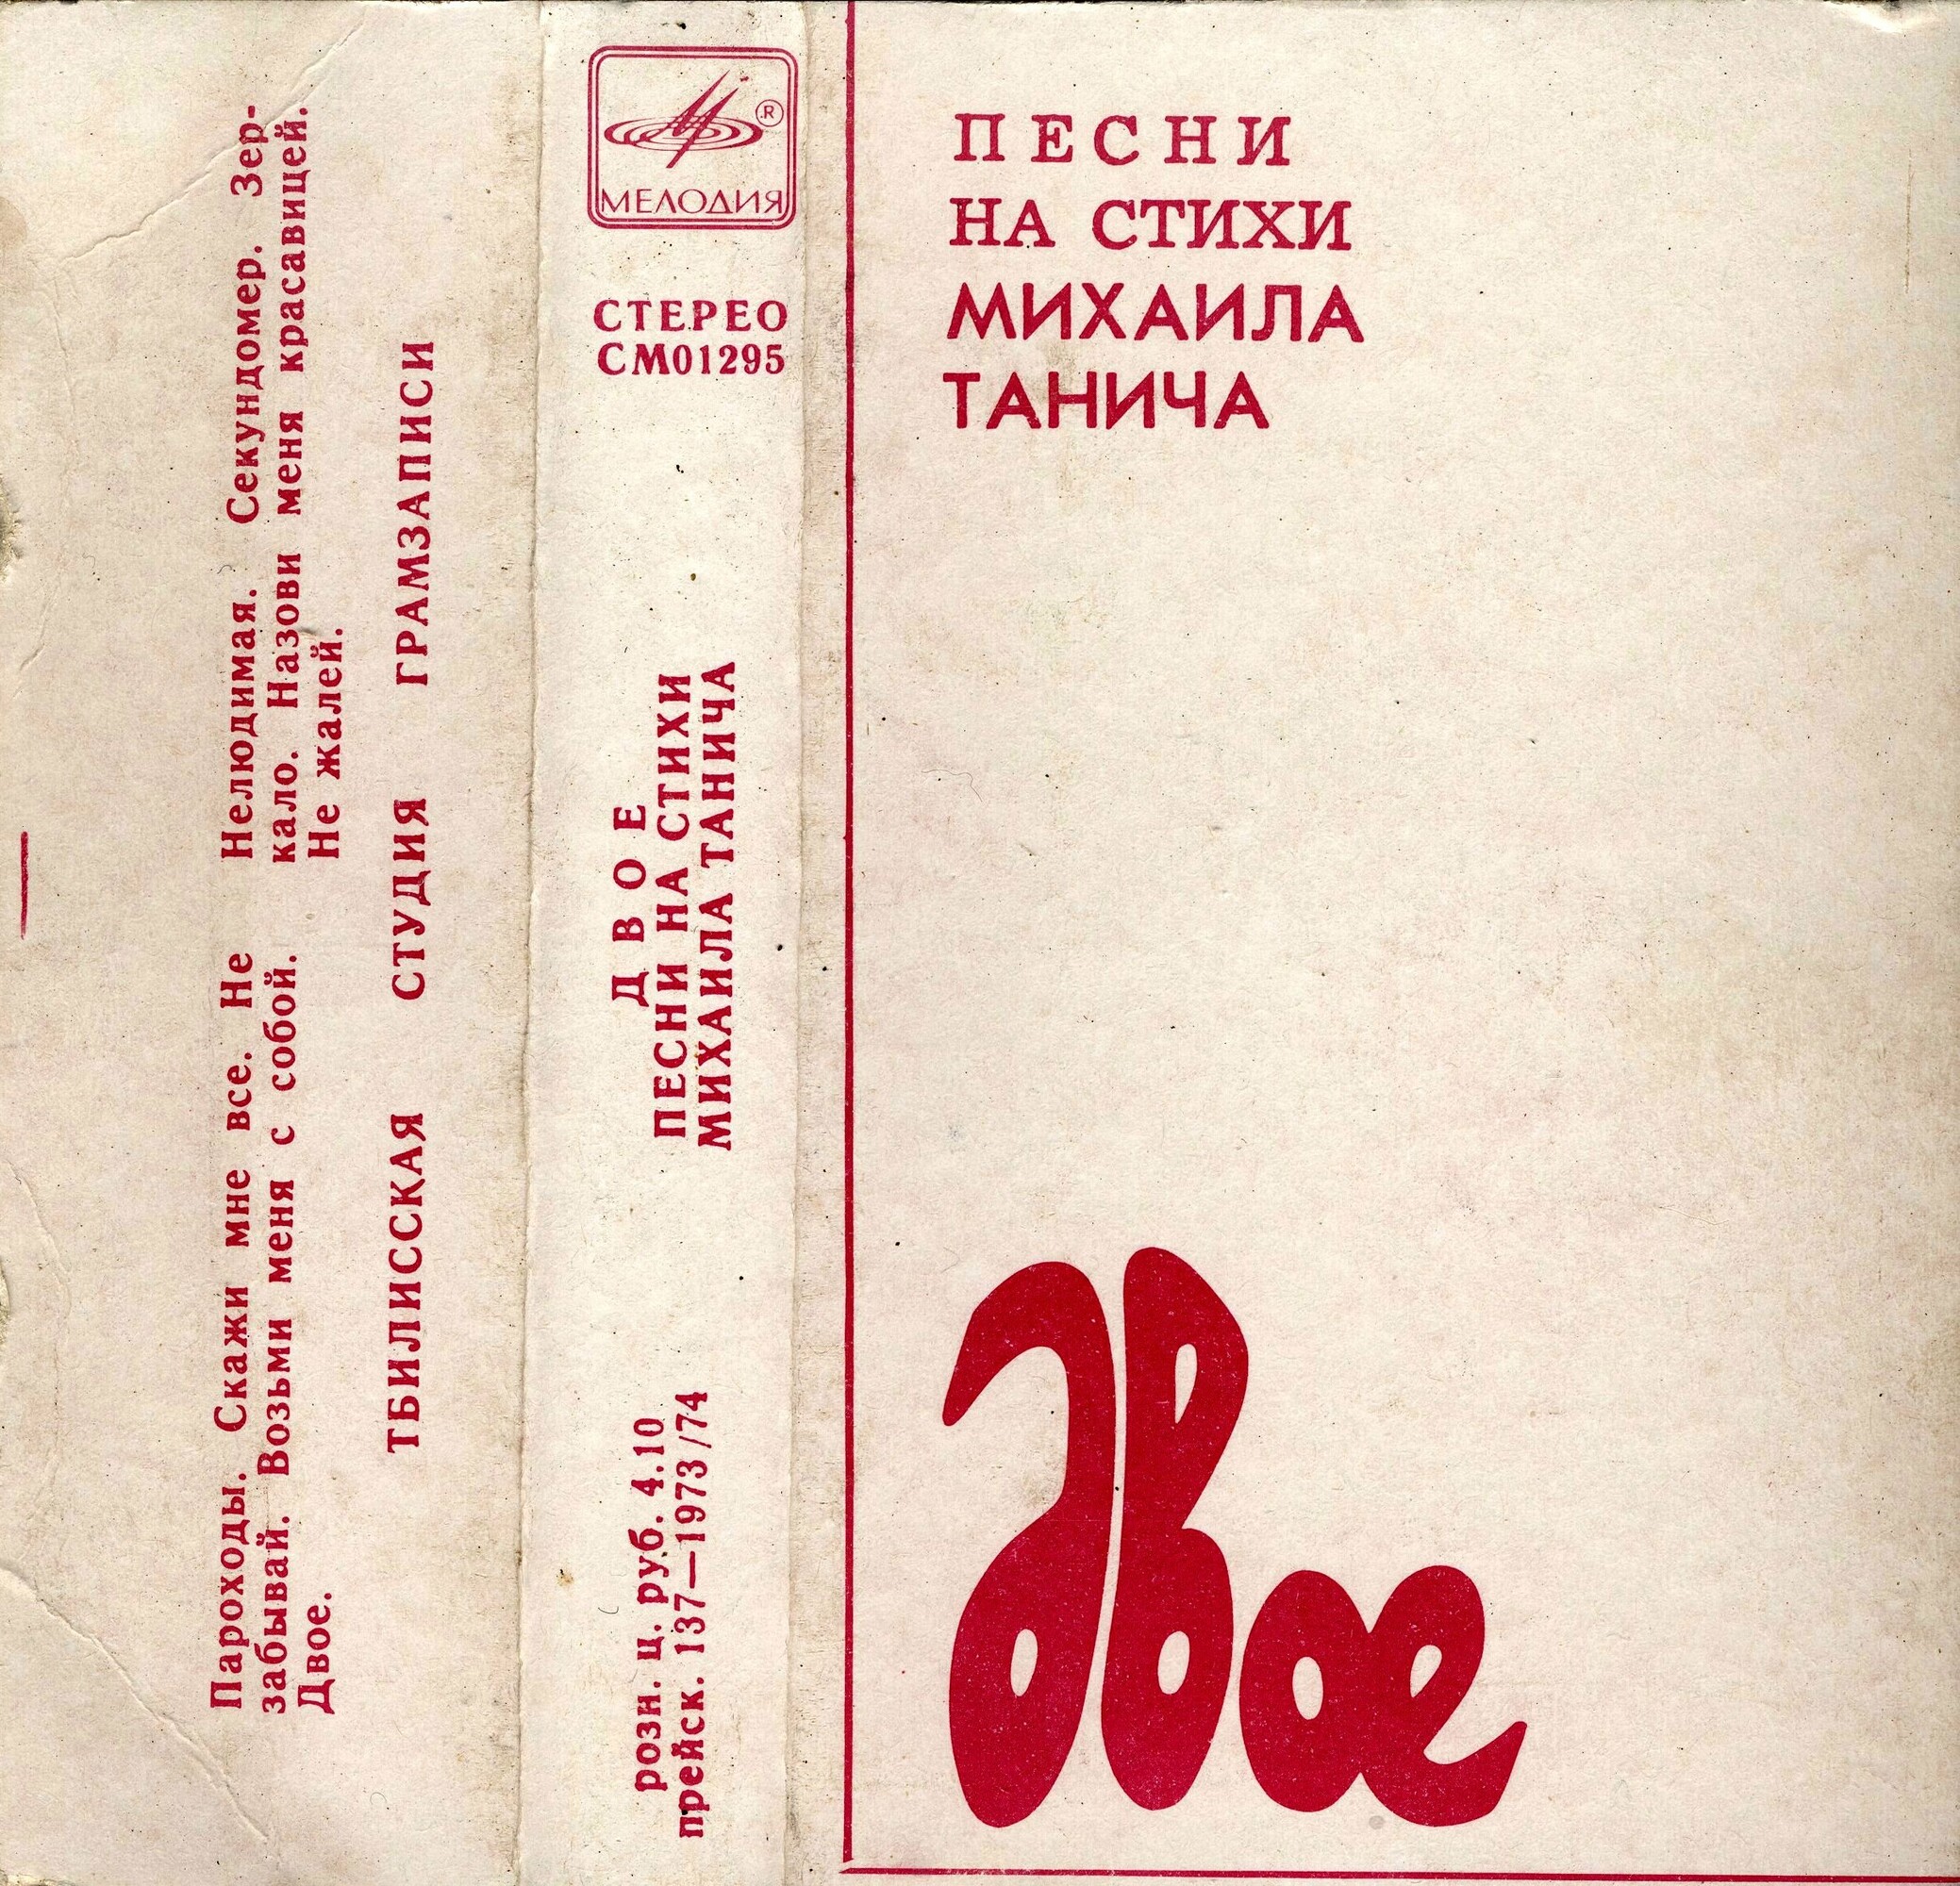 Пароходы. Скажи мне все. Не
забывай. Возьми меня с собой.
Двое.
Нелюдимая. Секундомер. Зер-
кало. Назови меня красавицей.
Не жалей.
ТБИЛИССКАЯ СТУДИЯ ГРАМЗАПИСИ
М ®
МЕЛОДИЯ
СТЕРЕО
СМ01295
ДВОЕ
ПЕСНИ НА СТИХИ
МИХАИЛА ТАНИЧА
розн. ц. руб. 4.10
прейск. 137—1973/74
ПЕСНИ
НА СТИХИ
МИХАИЛА
ТАНИЧА
двое